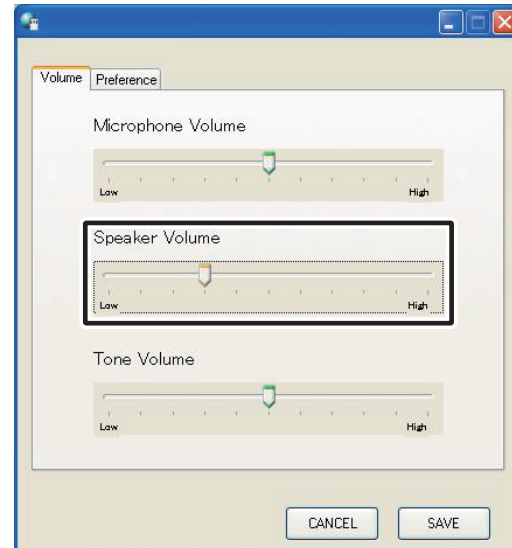 Volume Preference
Microphone Volume
Low High
Speaker Volume
Low High
Tone Volume
Low High
CANCEL SAVE